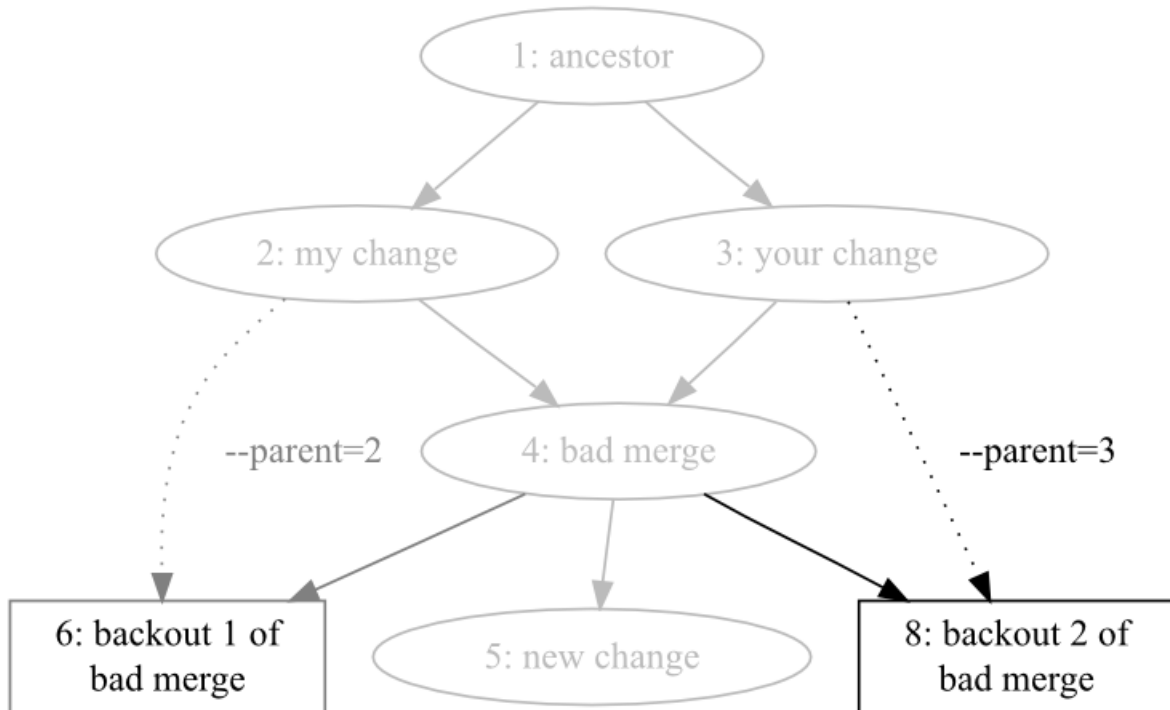 1: ancestor
2: my change
3: your change
--parent=2
4: bad merge
--parent=3
6: backout 1 of
bad merge
5: new change
8: backout 2 of
bad merge